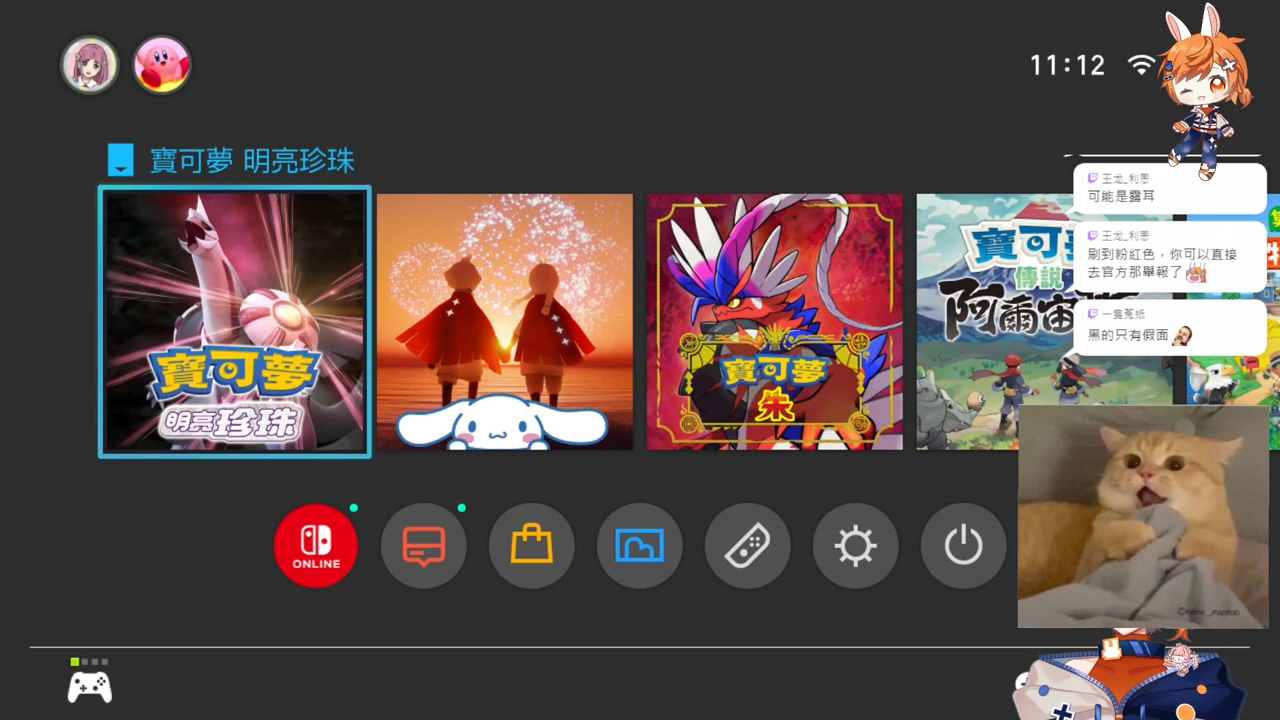 11:12
寶可夢 明亮珍珠
寶可夢
明亮珍珠
寶可夢
朱
寶可夢
傳說
阿爾宙
王龙_利恩
可能是露耳
王龙_利恩
刷到粉紅色，你可以直接
去官方那舉報了
一隻菟紙
黑的只有假面
ONLINE